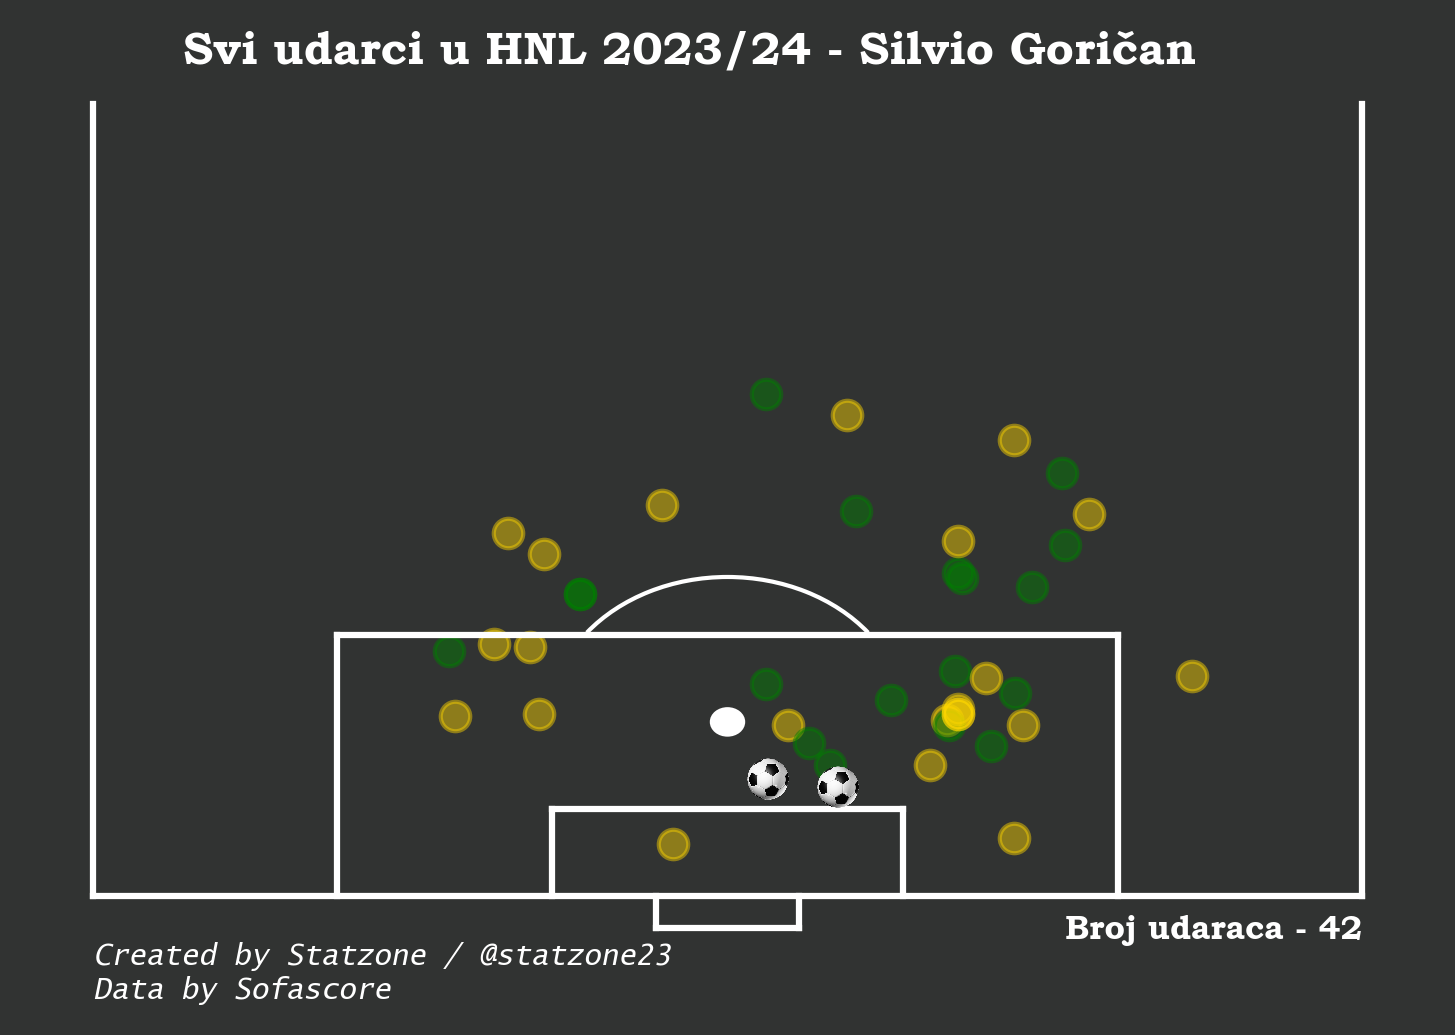 Svi udarci u HNL 2023/24 - Silvio Goričan
Broj udaraca - 42
Created by Statzone / @statzone23
Data by Sofascore